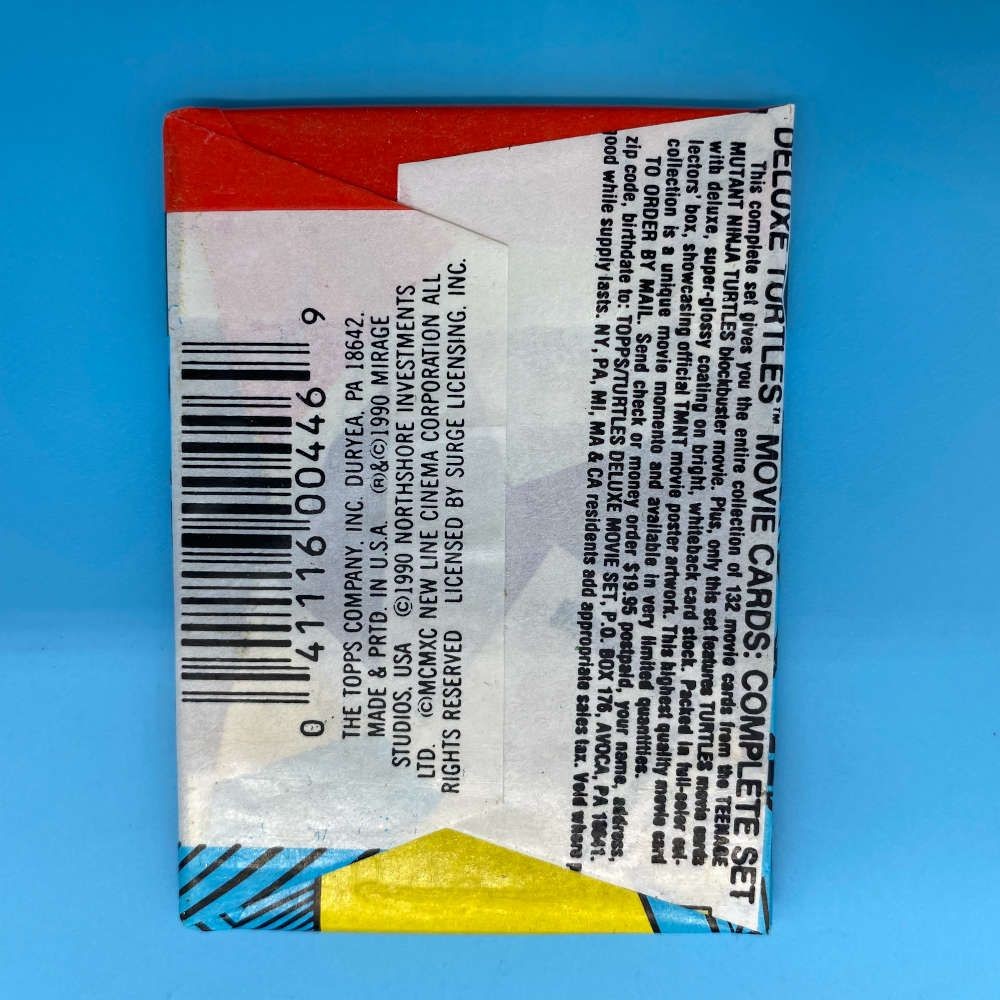 DELUXE TURTLES™ MOVIE CARDS: COMPLETE SET
This complete set gives you the entire collection of 132 movie cards from the TEENAGE
MUTANT NINJA TURTLES blockbuster movie. Plus, only this set features TURTLES movie cards
with deluxe, super-glossy coating on bright, whiteback card stock. Packed in full-color col-
lectors' box, showcasing official TMNT movie poster artwork. This highest quality movie card
collection is a unique movie momento and available in very limited quantities.
TO ORDER BY MAIL. Send check or money order $19.95 postpaid, your name, address,
zip code, birthdate to: TOPPS/TURTLES DELUXE MOVIE SET, P.O. BOX 176, AVOCA, PA 18641.
ood while supply lasts. NY, PA, MI, MA & CA residents add appropriate sales tax. Void where p
0 41116 00446 9
THE TOPPS COMPANY, INC. DURYEA, PA 18642.
MADE & PRTD. IN U.S.A. ®&©1990 MIRAGE
STUDIOS, USA ©1990 NORTHSHORE INVESTMENTS
LTD. ©MCMXC NEW LINE CINEMA CORPORATION ALL
RIGHTS RESERVED LICENSED BY SURGE LICENSING, INC.